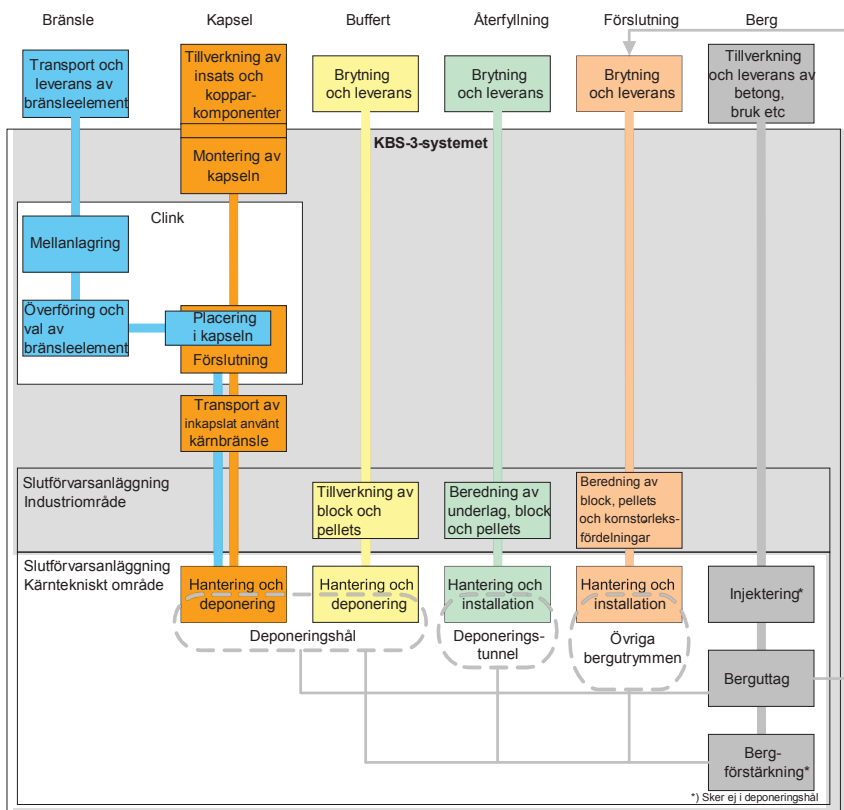 Bränsle
Kapsel
Buffert
Återfyllning
Förslutning
Berg
Transport och
leverans av
bränsleelement
Tillverkning av
insats och
koppar-
komponenter
Brytning
och leverans
Brytning
och leverans
Brytning
och leverans
Tillverkning
och leverans av
betong,
bruk etc
KBS-3-systemet
Montering av
kapseln
Clink
Mellanlagring
Överföring och
val av
bränsleelement
Placering
i kapseln
Förslutning
Transport av
inkapslat använt
kärnbränsle
Slutförvarsanläggning
Industriområde
Tillverkning av
block och
pellets
Beredning av
underlag, block
och pellets
Beredning av
block, pellets
och kornstørleks-
fördelningar
Slutförvarsanläggning
Kärntekniskt område
Hantering och
deponering
Hantering och
deponering
Hantering och
installation
Hantering och
installation
Injektering*
Deponeringshål
Deponerings-
tunnel
Övriga
bergutrymmen
Berguttag
Berg-
förstärkning*
*) Sker ej i deponeringshål